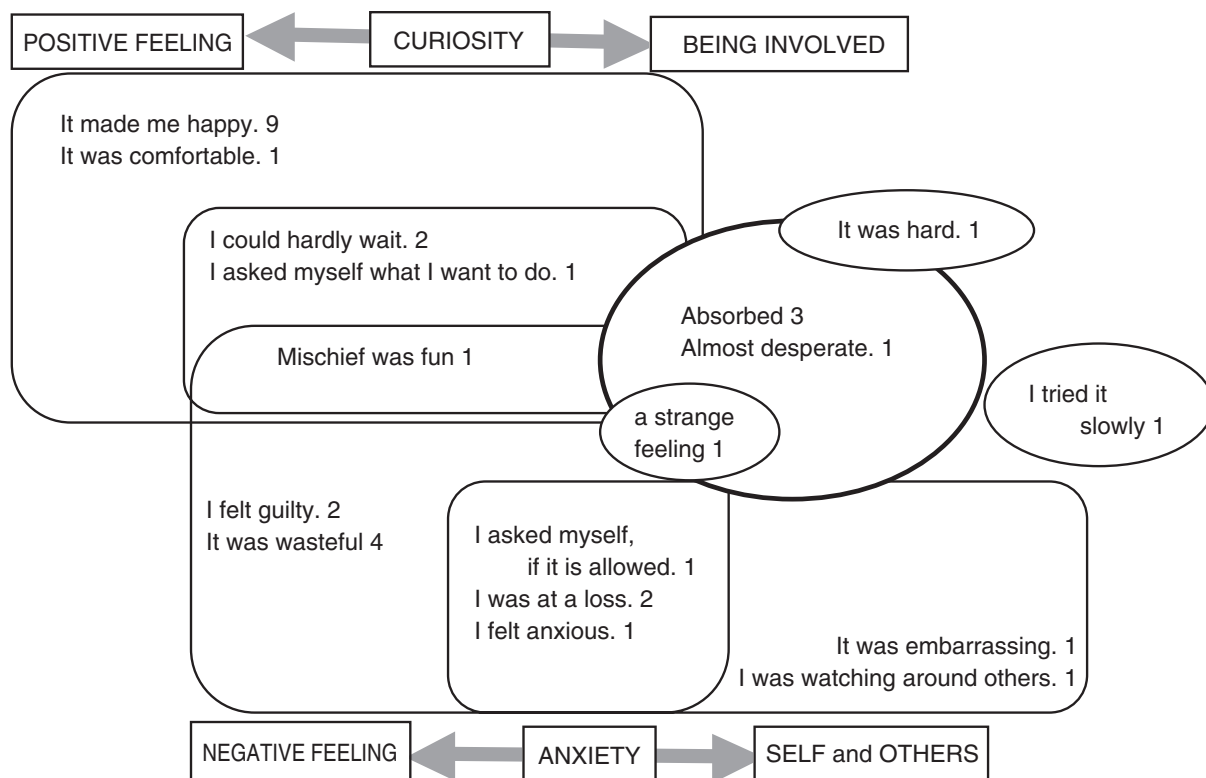 POSITIVE FEELING
CURIOSITY
BEING INVOLVED
It made me happy. 9
It was comfortable. 1
I could hardly wait. 2
I asked myself what I want to do. 1
It was hard. 1
Absorbed 3
Almost desperate. 1
Mischief was fun 1
I tried it
slowly 1
a strange
feeling 1
I felt guilty. 2
It was wasteful 4
I asked myself,
if it is allowed. 1
I was at a loss. 2
I felt anxious. 1
It was embarrassing. 1
I was watching around others. 1
NEGATIVE FEELING
ANXIETY
SELF and OTHERS